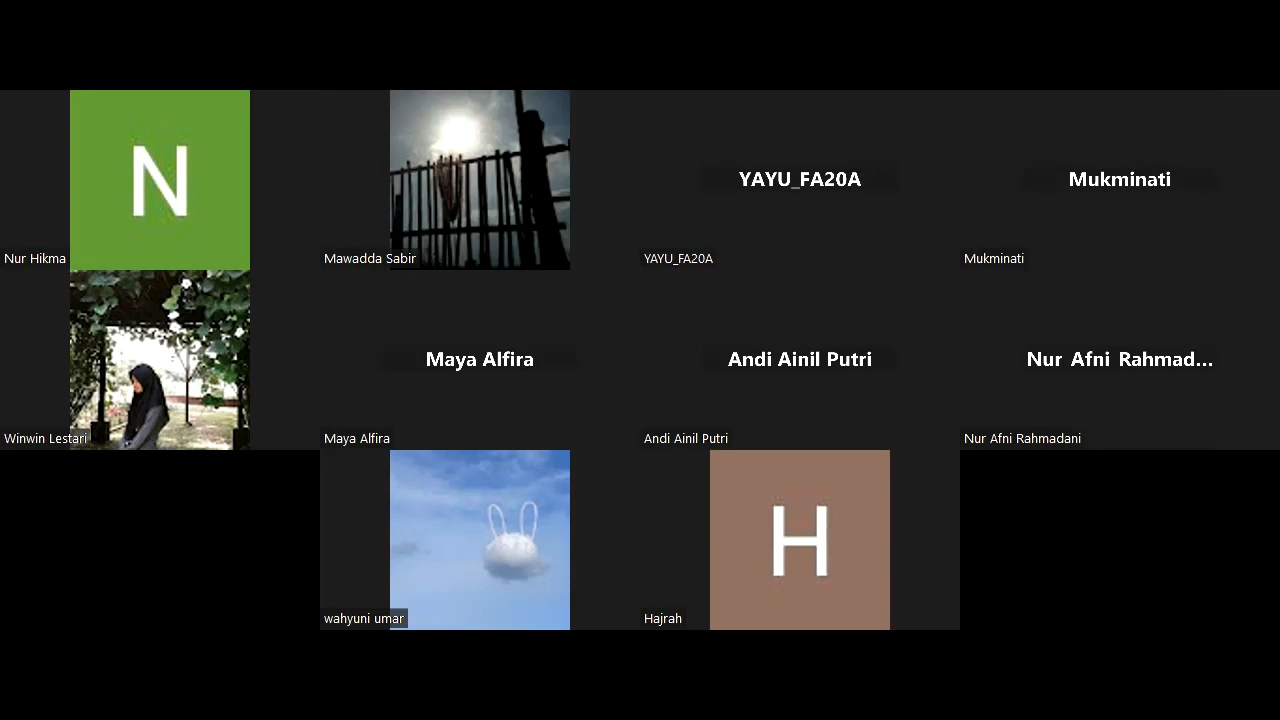 N
Nur Hikma
Mawadda Sabir
YAYU_FA20A
YAYU_FA20A
Mukminati
Mukminati
Winwin Lestari
Maya Alfira
Maya Alfira
Andi Ainil Putri
Andi Ainil Putri
Nur Afni Rahmad...
Nur Afni Rahmadani
wahyuni umar
H
Hajrah